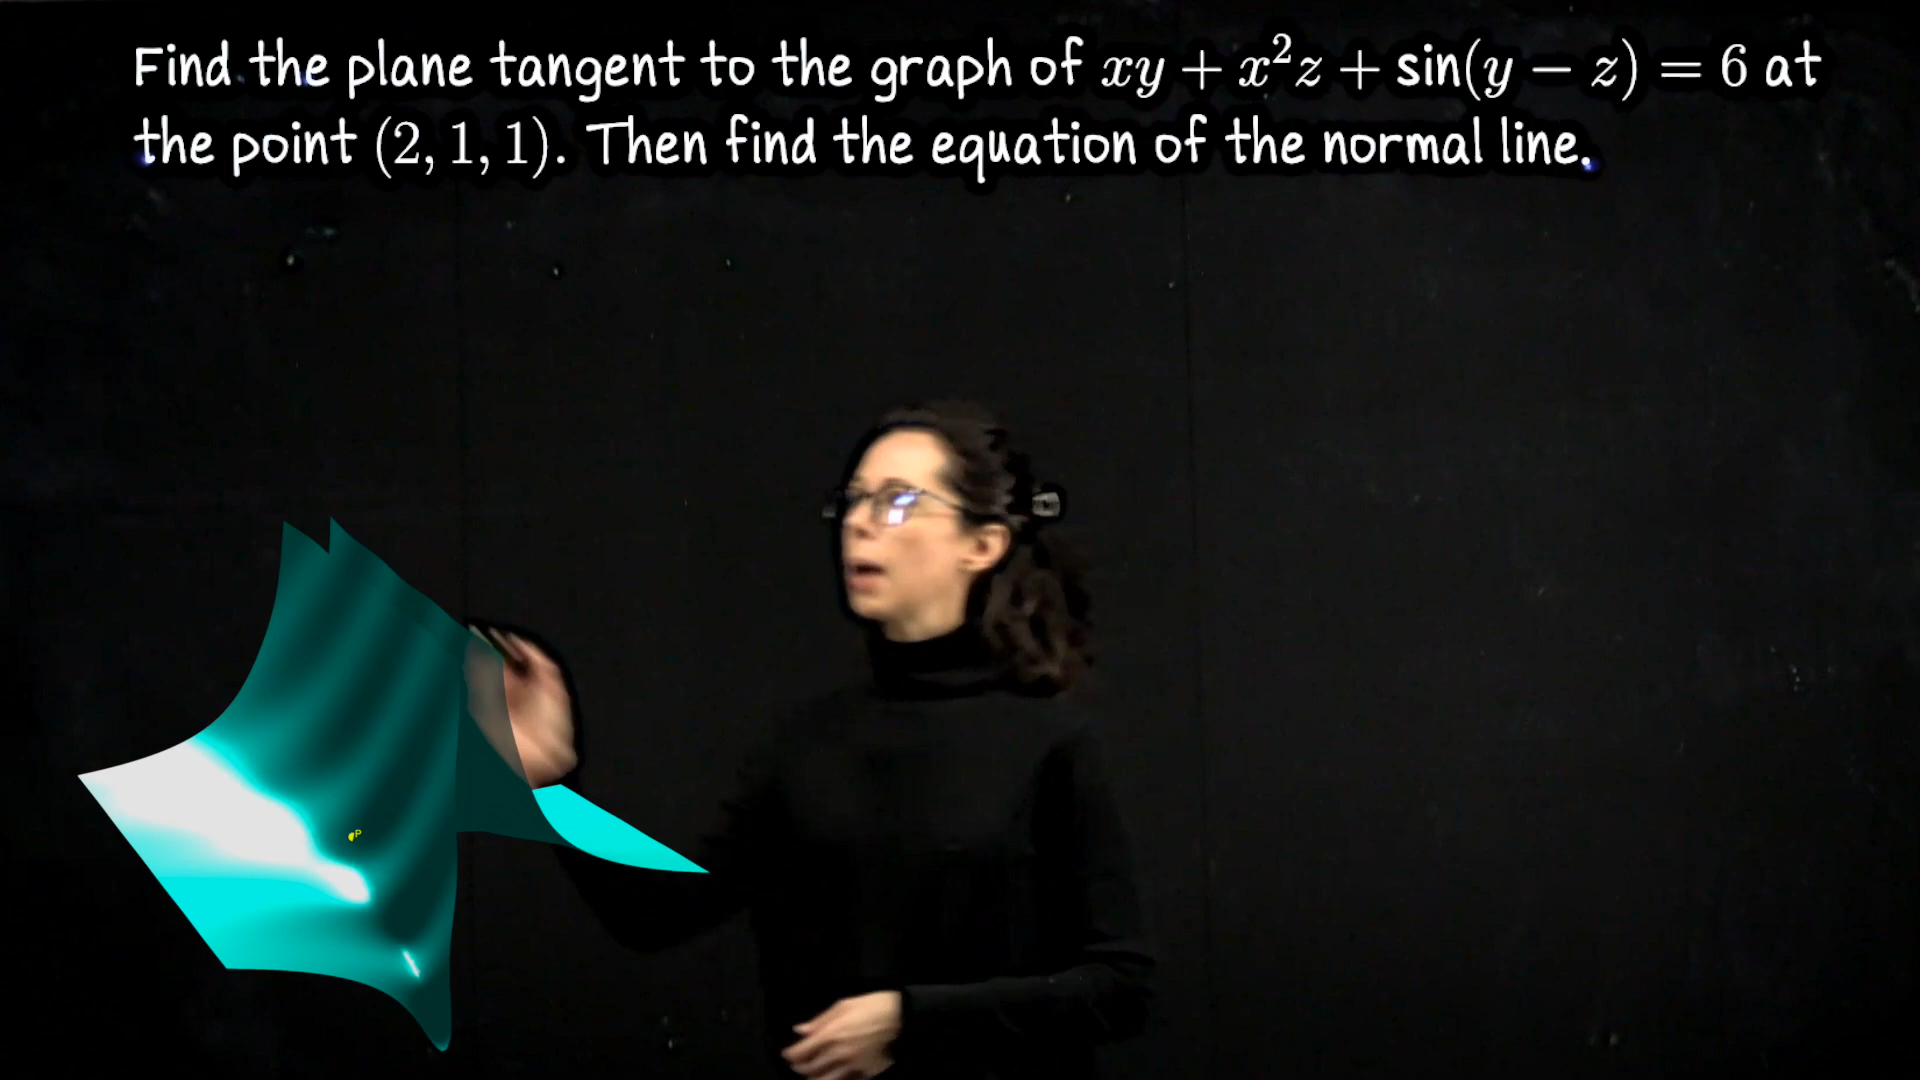 Find the plane tangent to the graph of $xy + x^2z + \sin(y - z) = 6$ at
the point $(2, 1, 1)$. Then find the equation of the normal line.
P